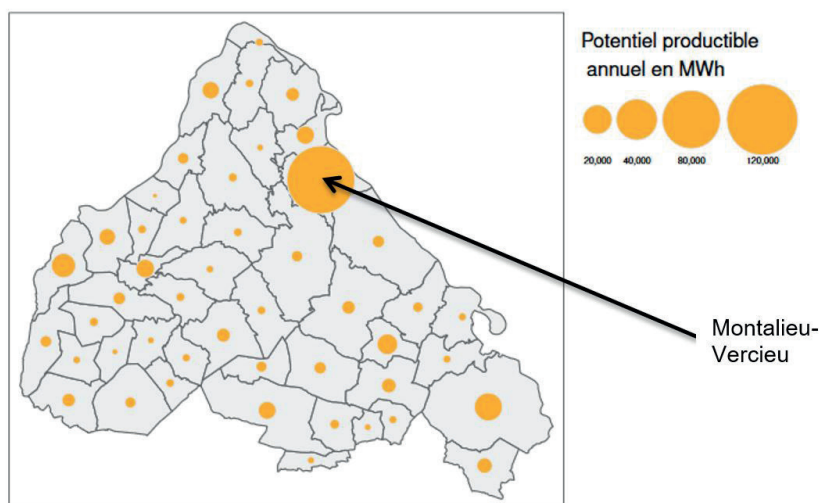 Potentiel productible
annuel en MWh
20,000 40,000 80,000 120,000
Montalieu-
Vercieu